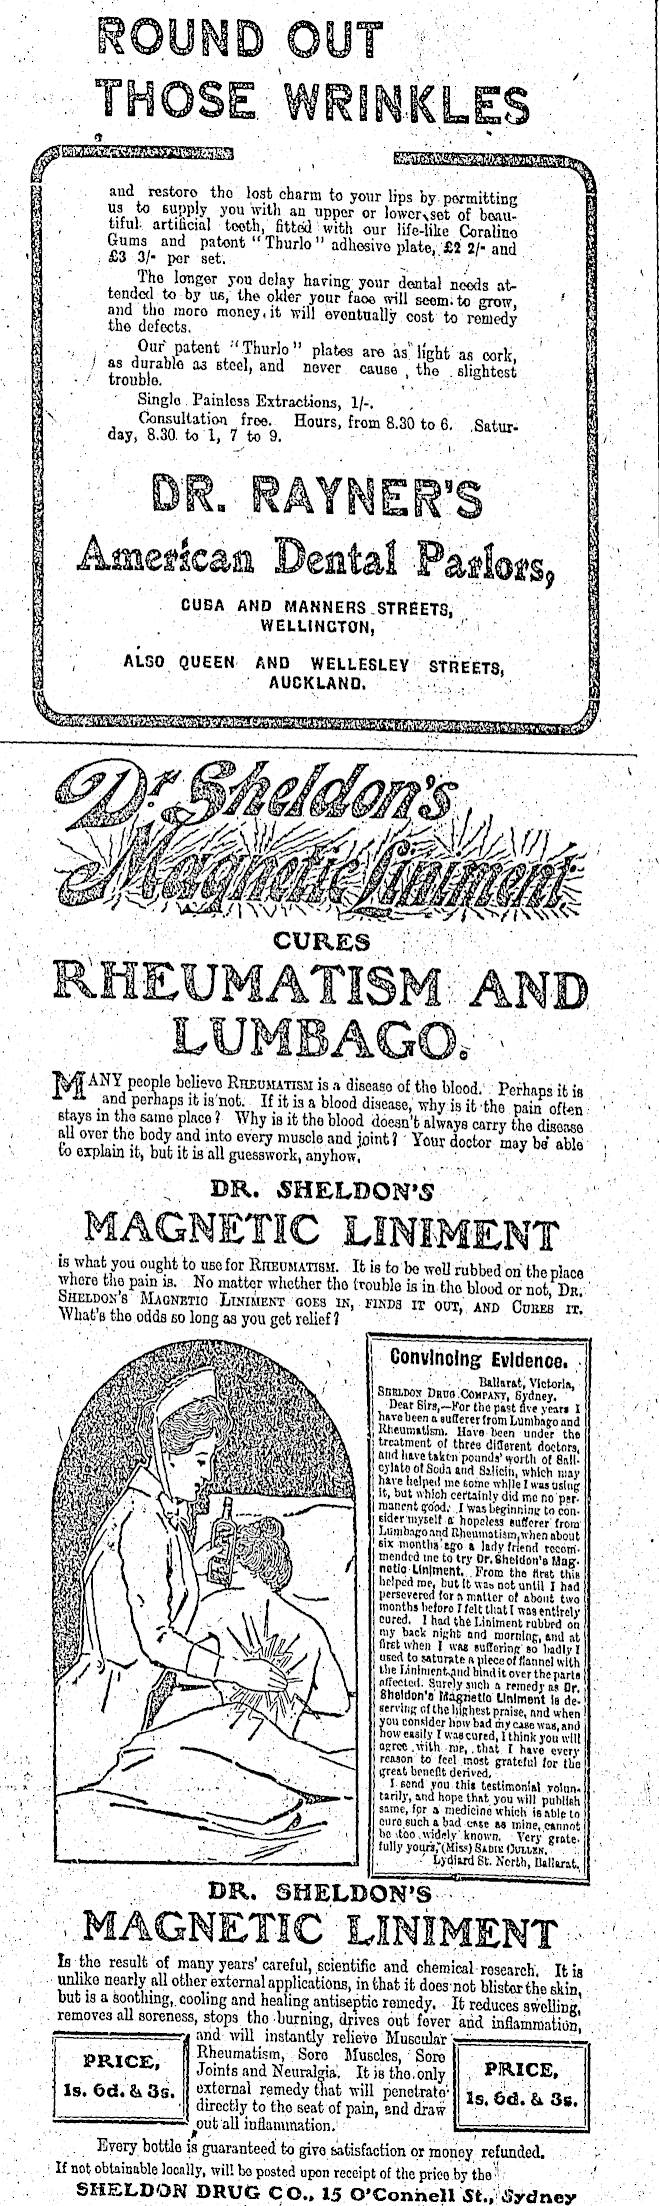 ROUND OUT
THOSE WRINKLES
and restore the lost charm to your lips by permitting
us to supply you with an upper or lower set of beau-
tiful artificial teeth, fitted with our life-like Coraline
Gums and patent "Thurlo" adhesive plate, £2 2/- and
£3 3/- per set.
The longer you delay having your dental needs at-
tended to by us, the older your face will seem to grow,
and the more money it will eventually cost to remedy
the defects.
Our patent "Thurlo" plates are as light as cork,
as durable as steel, and never cause the slightest
trouble.
Single Painless Extractions, 1/-.
Consultation free. Hours, from 8.30 to 6. Satur-
day, 8.30 to 1, 7 to 9.
DR. RAYNER'S
American Dental Parlors,
CUBA AND MANNERS STREETS,
WELLINGTON,
ALSO QUEEN AND WELLESLEY STREETS,
AUCKLAND.
Dr. Sheldon's
Magnetic Liniment
CURES
RHEUMATISM AND
LUMBAGO.
MANY people believe RHEUMATISM is a disease of the blood. Perhaps it is
and perhaps it is not. If it is a blood disease, why is it the pain often
stays in the same place? Why is it the blood doesn't always carry the disease
all over the body and into every muscle and joint? Your doctor may be able
to explain it, but it is all guesswork, anyhow.
DR. SHELDON'S
MAGNETIC LINIMENT
is what you ought to use for RHEUMATISM. It is to be well rubbed on the place
where the pain is. No matter whether the trouble is in the blood or not, DR.
SHELDON'S MAGNETIC LINIMENT GOES IN, FINDS IT OUT, AND CURES IT.
What's the odds so long as you get relief?
Convincing Evidence.
Ballarat, Victoria,
SHELDON DRUG COMPANY, Sydney.
Dear Sirs,—For the past five years I
have been a sufferer from Lumbago and
Rheumatism. Have been under the
treatment of three different doctors,
and have taken pounds' worth of Sali-
cylate of Soda and Salicin, which may
have helped me some while I was using
it, but which certainly did me no per-
manent good. I was beginning to con-
sider myself a hopeless sufferer from
Lumbago and Rheumatism, when about
six months ago a lady friend recom-
mended me to try Dr. Sheldon's Mag-
netic Liniment. From the first this
helped me, but it was not until I had
persevered for a matter of about two
months before I felt that I was entirely
cured. I had the Liniment rubbed on
my back night and morning, and at
first when I was suffering so badly I
used to saturate a piece of flannel with
the Liniment and bind it over the parts
affected. Surely such a remedy as Dr.
Sheldon's Magnetic Liniment is de-
serving of the highest praise, and when
you consider how bad my case was, and
how easily I was cured, I think you will
agree with me, that I have every
reason to feel most grateful for the
great benefit derived.
I send you this testimonial volun-
tarily, and hope that you will publish
same, for a medicine which is able to
cure such a bad case as mine, cannot
be too widely known. Very grate-
fully yours, (Miss) SADIE CULLEN,
Lydiard St. North, Ballarat.
DR. SHELDON'S
MAGNETIC LINIMENT
Is the result of many years' careful, scientific and chemical research. It is
unlike nearly all other external applications, in that it does not blister the skin,
but is a soothing, cooling and healing antiseptic remedy. It reduces swelling,
removes all soreness, stops the burning, drives out fever and inflammation,
and will instantly relieve Muscular
Rheumatism, Sore Muscles, Sore
Joints and Neuralgia. It is the only
external remedy that will penetrate
directly to the seat of pain, and draw
out all inflammation.
PRICE,
1s. 6d. & 3s.
PRICE,
1s. 6d. & 3s.
Every bottle is guaranteed to give satisfaction or money refunded.
If not obtainable locally, will be posted upon receipt of the price by the
SHELDON DRUG CO., 15 O'Connell St., Sydney